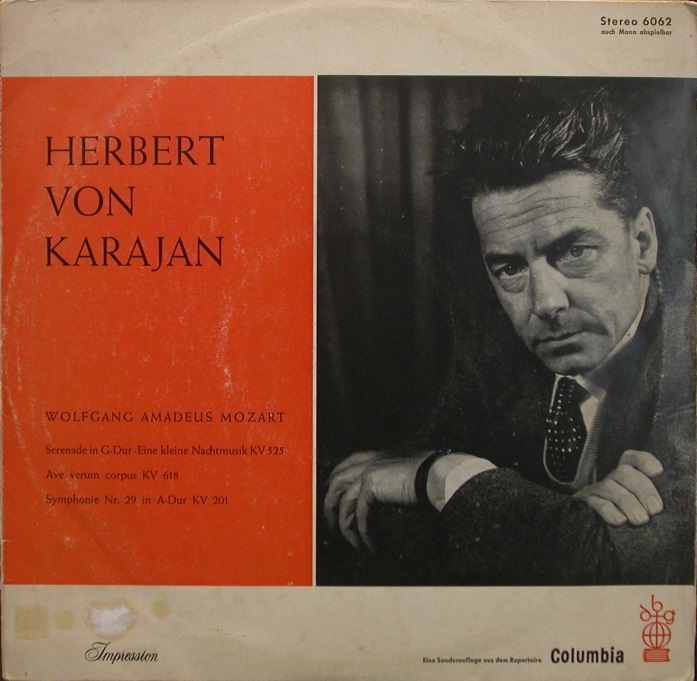 Stereo 6062
auch Mono abspielbar
HERBERT
VON
KARAJAN
WOLFGANG AMADEUS MOZART
Serenade in G-Dur-Eine kleine Nachtmusik KV 525
Ave verum corpus KV 618
Symphonie Nr. 29 in A-Dur KV 201
Impression
Eine Sonderauflage aus dem Repertoire Columbia